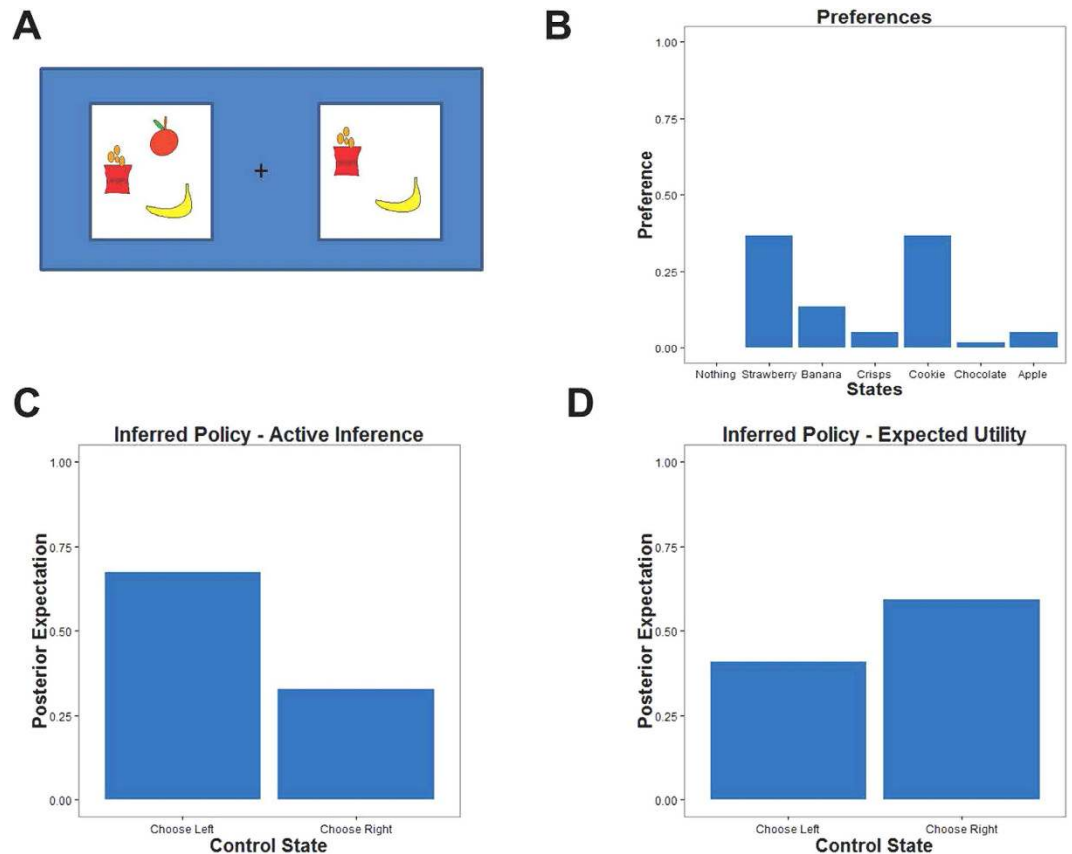 A
+
B
Preferences
1.00
0.75
0.50
0.25
0.00
Preference
Nothing Strawberry Banana Crisps Cookie Chocolate Apple
States
C
Inferred Policy - Active Inference
1.00
0.75
0.50
0.25
0.00
Posterior Expectation
Choose Left Choose Right
Control State
D
Inferred Policy - Expected Utility
1.00
0.75
0.50
0.25
0.00
Posterior Expectation
Choose Left Choose Right
Control State